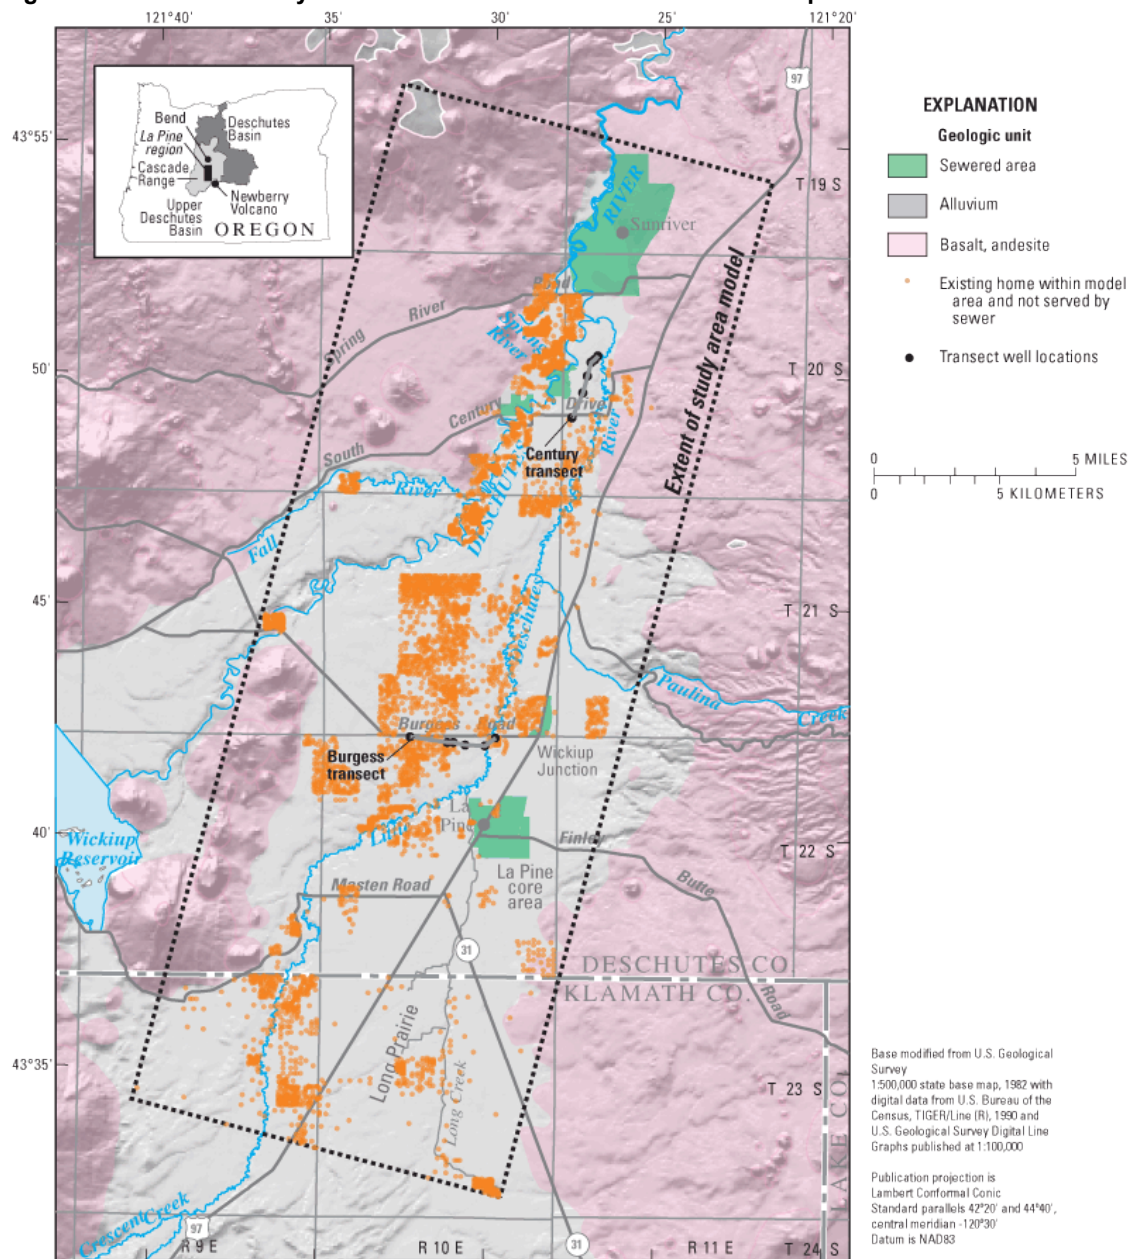 121°40′ 35′ 30′ 25′ 121°20′
97
43°55′
Bend
La Pine
region
Cascade
Range
Upper
Deschutes
Basin
Deschutes
Basin
Newberry
Volcano
OREGON
EXPLANATION
Geologic unit
Sewered area
Alluvium
Basalt, andesite
Existing home within model
area and not served by
sewer
Transect well locations
T 19 S
RIVER
Sunriver
Road
Spring River
Spring
River
50′
T 20 S
Extent of study area model
South Century Drive
River
Century
transect
0 5 MILES
0 5 KILOMETERS
Fall River
DESCHUTES
45′
T 21 S
Deschutes
Paulina
Creek
Burgess Road
Burgess
transect
Wickiup
Junction
La
Pine
Little
40′
Wickiup
Reservoir
Finley
Butte
Road
T 22 S
La Pine
core
area
Masten Road
31
DESCHUTES CO.
KLAMATH CO.
Long Prairie
Long Creek
43°35′
T 23 S
LAKE CO.
Base modified from U.S. Geological
Survey
1:500,000 state base map, 1982 with
digital data from U.S. Bureau of the
Census, TIGER/Line (R), 1990 and
U.S. Geological Survey Digital Line
Graphs published at 1:100,000
Publication projection is
Lambert Conformal Conic
Standard parallels 42°20′ and 44°40′,
central meridian -120°30′
Datum is NAD83
Crescent Creek
97
R 9 E R 10 E 31 R 11 E T 24 S